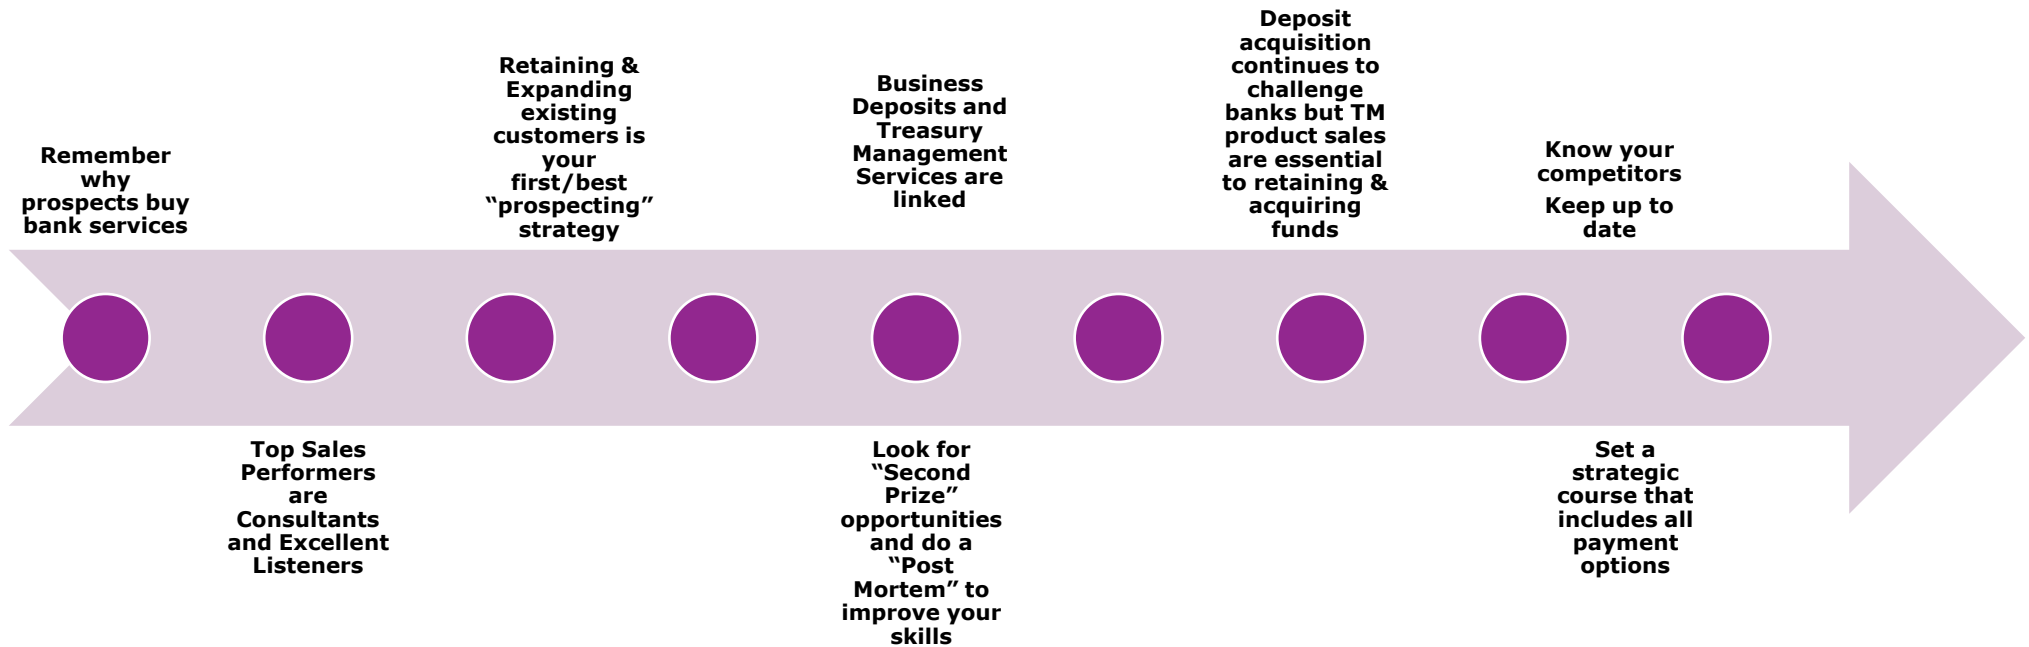 Remember
why
prospects buy
bank services
Top Sales
Performers
are
Consultants
and Excellent
Listeners
Retaining &
Expanding
existing
customers is
your
first/best
“prospecting”
strategy
Business
Deposits and
Treasury
Management
Services are
linked
Look for
“Second
Prize”
opportunities
and do a
“Post
Mortem” to
improve your
skills
Deposit
acquisition
continues to
challenge
banks but TM
product sales
are essential
to retaining &
acquiring
funds
Know your
competitors
Keep up to
date
Set a
strategic
course that
includes all
payment
options